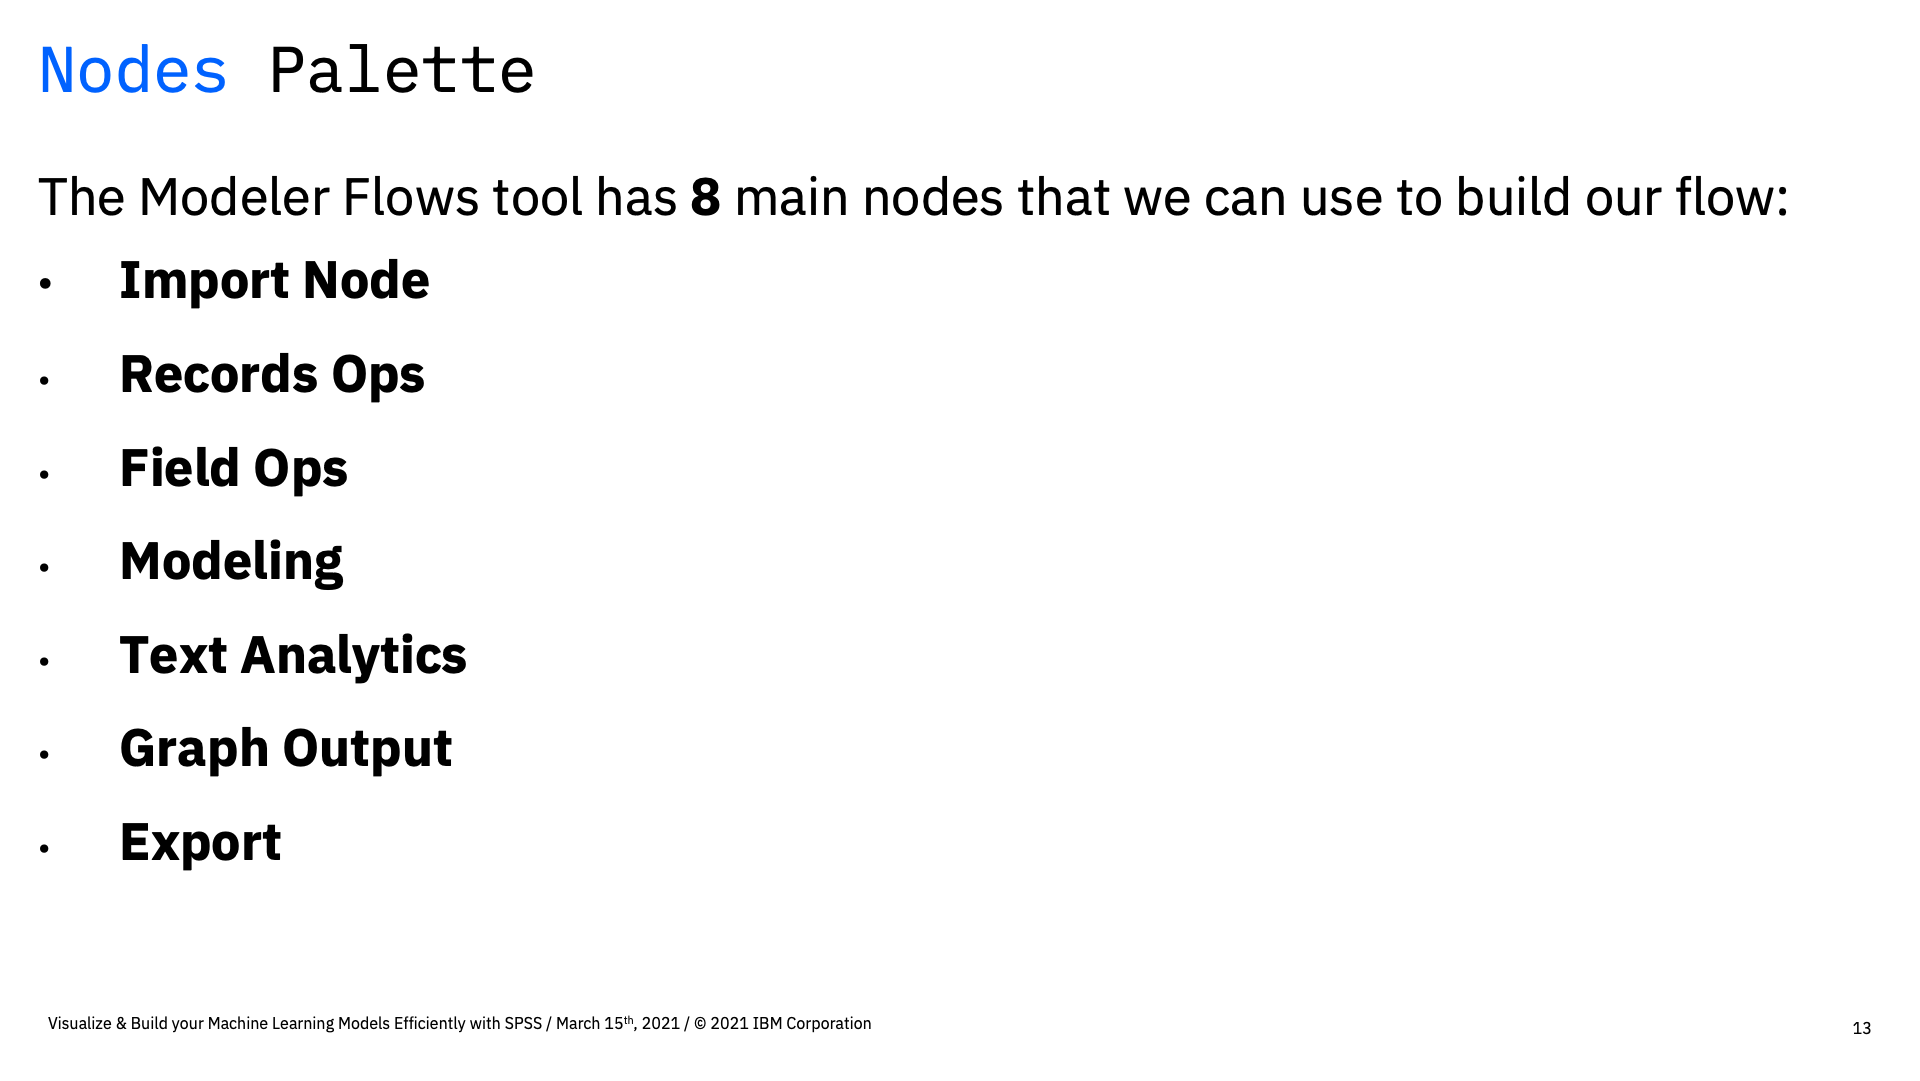 Nodes Palette
The Modeler Flows tool has 8 main nodes that we can use to build our flow:
• Import Node
• Records Ops
• Field Ops
• Modeling
• Text Analytics
• Graph Output
• Export
Visualize & Build your Machine Learning Models Efficiently with SPSS / March 15th, 2021 / © 2021 IBM Corporation
13